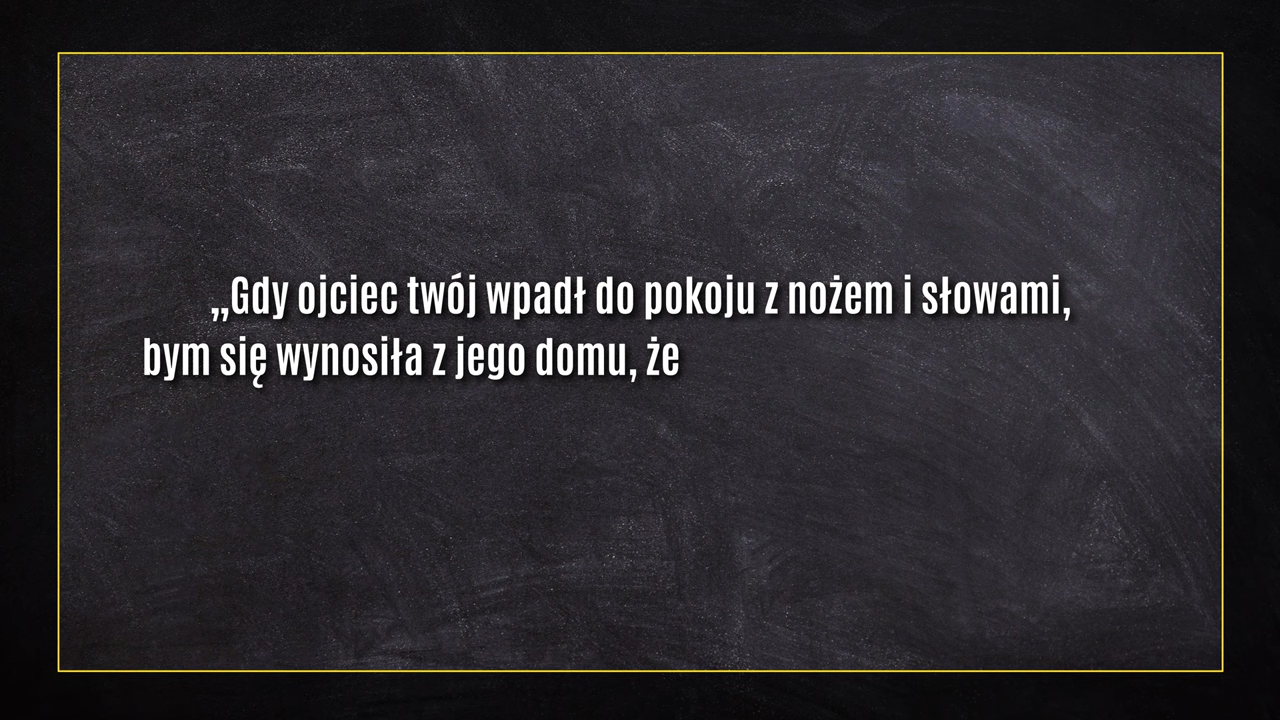 „Gdy ojciec twój wpadł do pokoju z nożem i słowami,
bym się wynosiła z jego domu, że